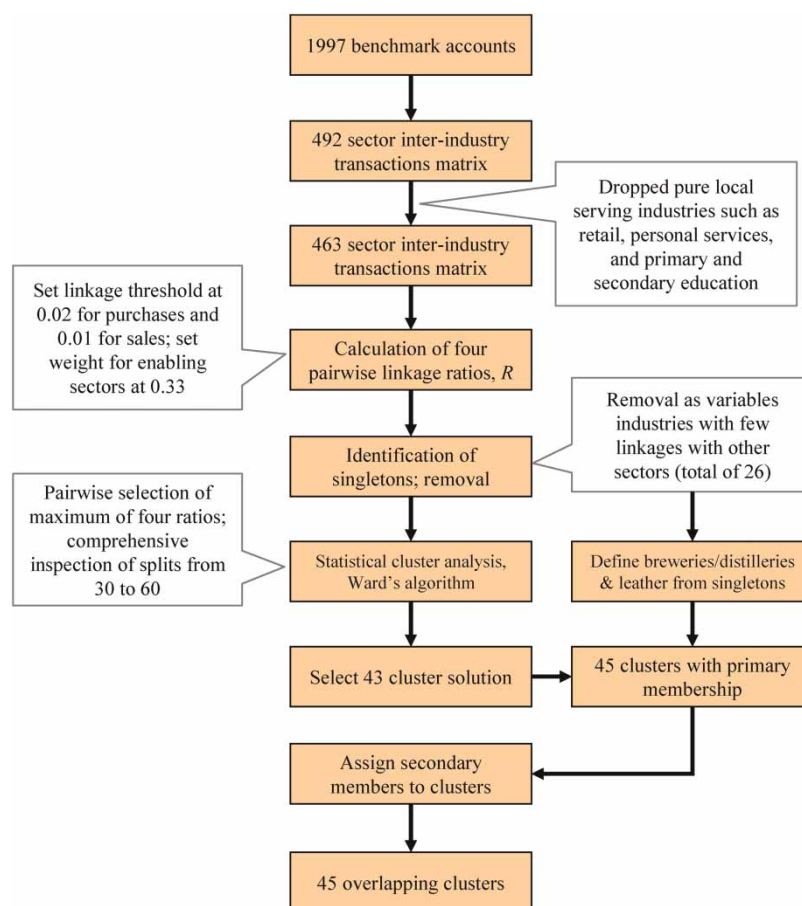 1997 benchmark accounts
492 sector inter-industry
transactions matrix
Dropped pure local
serving industries such as
retail, personal services,
and primary and
secondary education
463 sector inter-industry
transactions matrix
Set linkage threshold at
0.02 for purchases and
0.01 for sales; set
weight for enabling
sectors at 0.33
Calculation of four
pairwise linkage ratios, R
Removal as variables
industries with few
linkages with other
sectors (total of 26)
Identification of
singletons; removal
Pairwise selection of
maximum of four ratios;
comprehensive
inspection of splits from
30 to 60
Statistical cluster analysis,
Ward's algorithm
Define breweries/distilleries
& leather from singletons
Select 43 cluster solution
45 clusters with primary
membership
Assign secondary
members to clusters
45 overlapping clusters